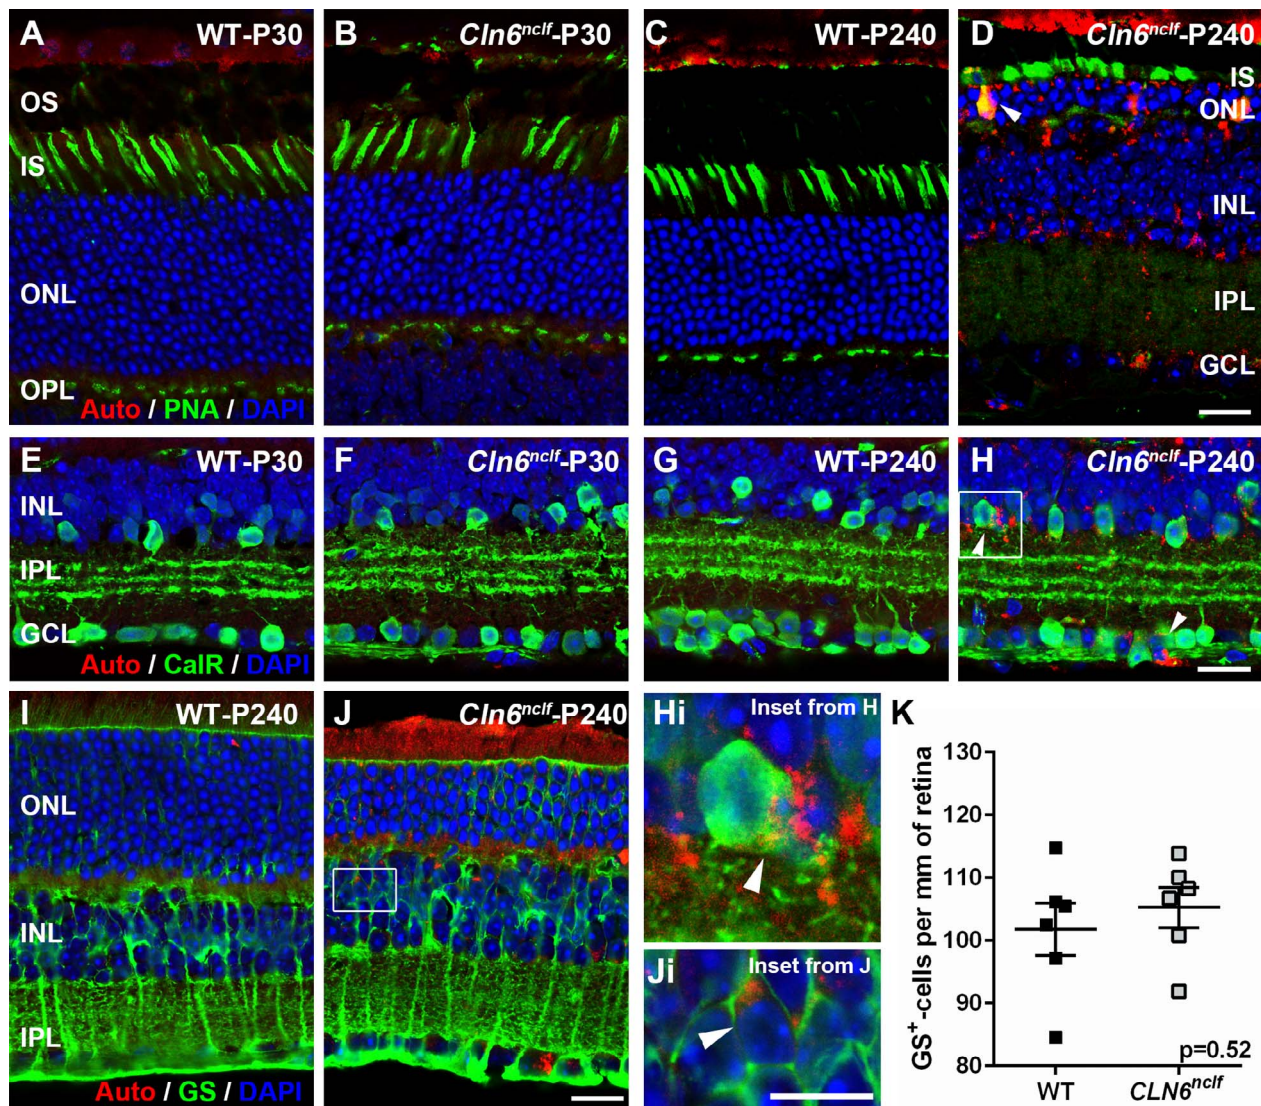 A WT-P30
OS
IS
ONL
OPL
Auto / PNA / DAPI
B Cln6nclf-P30
C WT-P240
D Cln6nclf-P240
IS
ONL
INL
IPL
GCL
E WT-P30
INL
IPL
GCL
Auto / CalR / DAPI
F Cln6nclf-P30
G WT-P240
H Cln6nclf-P240
I WT-P240
ONL
INL
IPL
Auto / GS / DAPI
J Cln6nclf-P240
Hi Inset from H
Ji Inset from J
K
GS+-cells per mm of retina
130
120
110
100
90
80
p=0.52
WT CLN6nclf